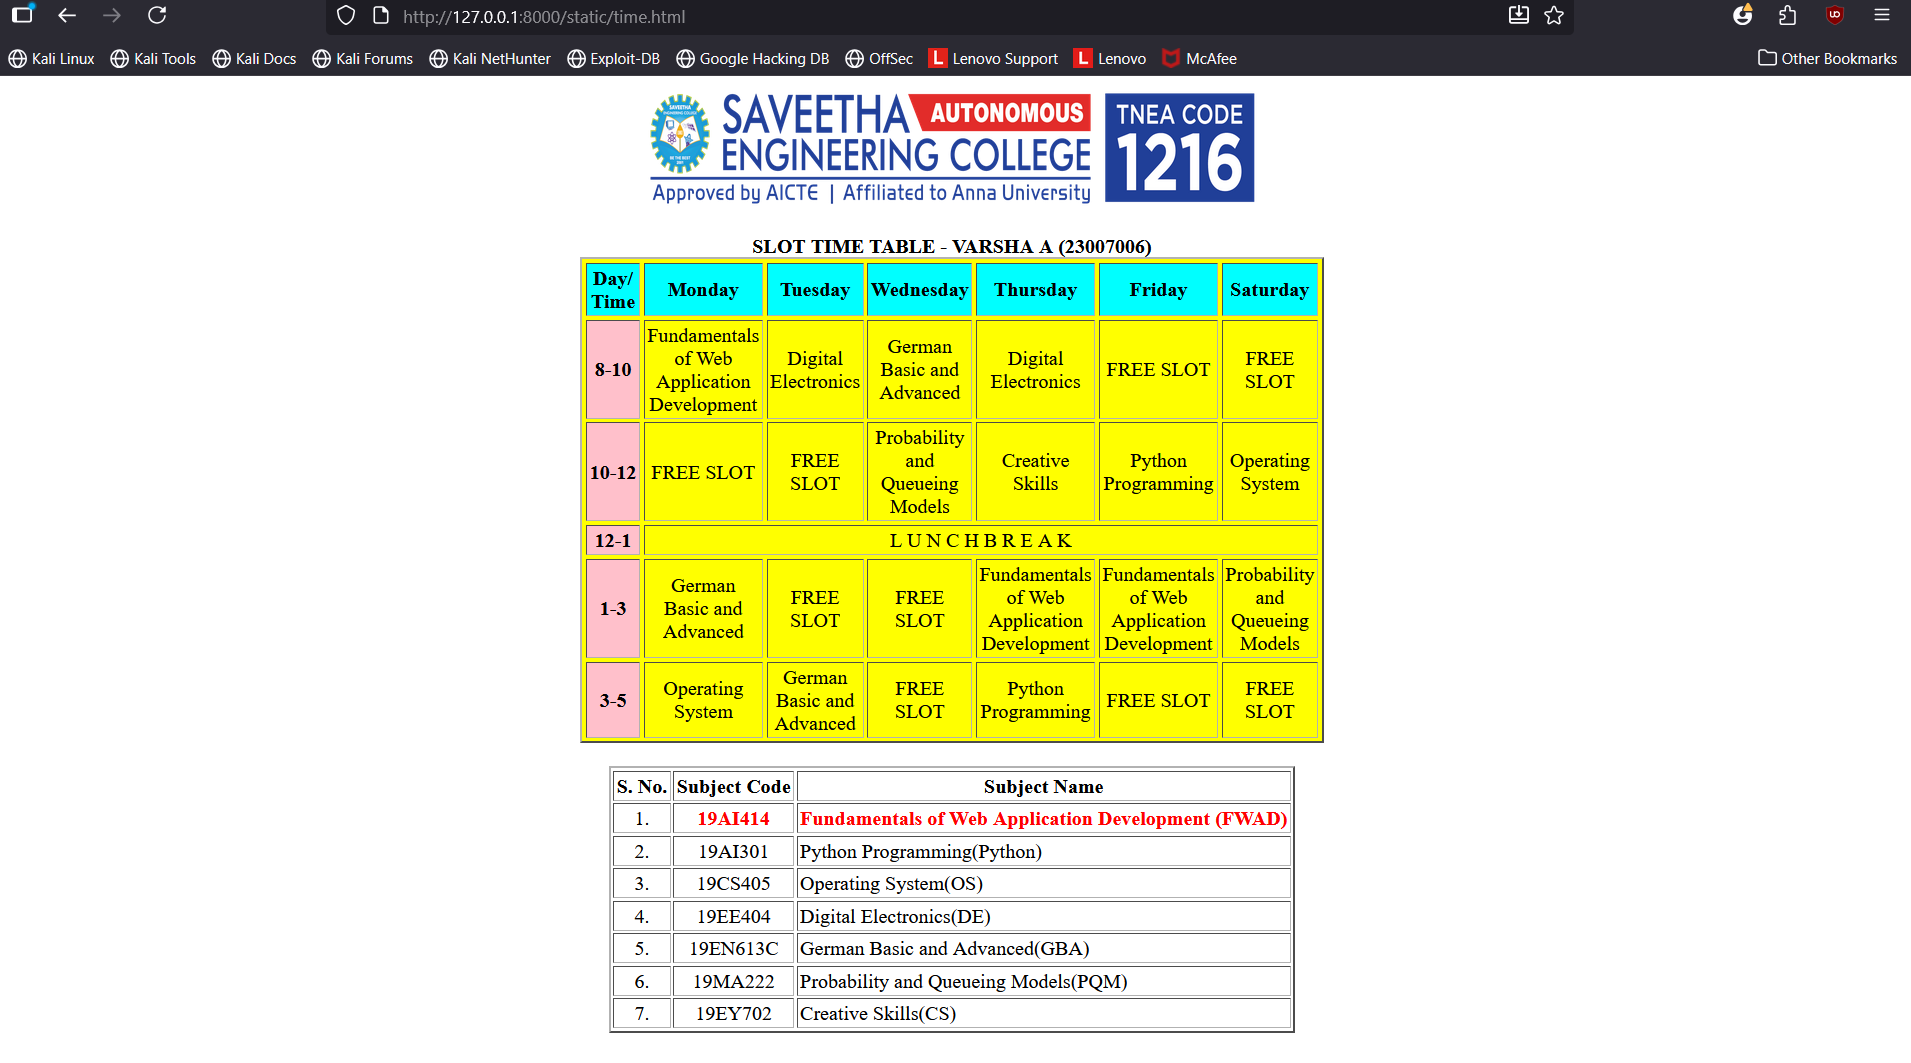 http://127.0.0.1:8000/static/time.html
Kali Linux Kali Tools Kali Docs Kali Forums Kali NetHunter Exploit-DB Google Hacking DB OffSec Lenovo Support Lenovo McAfee Other Bookmarks
SAVEETHA AUTONOMOUS
ENGINEERING COLLEGE
Approved by AICTE | Affiliated to Anna University
TNEA CODE
1216
SLOT TIME TABLE - VARSHA A (23007006)
Day/
Time
Monday
Tuesday
Wednesday
Thursday
Friday
Saturday
8-10
Fundamentals
of Web
Application
Development
Digital
Electronics
German
Basic and
Advanced
Digital
Electronics
FREE SLOT
FREE
SLOT
10-12
FREE SLOT
FREE
SLOT
Probability
and
Queueing
Models
Creative
Skills
Python
Programming
Operating
System
12-1
L U N C H B R E A K
1-3
German
Basic and
Advanced
FREE
SLOT
FREE
SLOT
Fundamentals
of Web
Application
Development
Fundamentals
of Web
Application
Development
Probability
and
Queueing
Models
3-5
Operating
System
German
Basic and
Advanced
FREE
SLOT
Python
Programming
FREE SLOT
FREE
SLOT
S. No. Subject Code Subject Name
1. 19AI414 Fundamentals of Web Application Development (FWAD)
2. 19AI301 Python Programming(Python)
3. 19CS405 Operating System(OS)
4. 19EE404 Digital Electronics(DE)
5. 19EN613C German Basic and Advanced(GBA)
6. 19MA222 Probability and Queueing Models(PQM)
7. 19EY702 Creative Skills(CS)